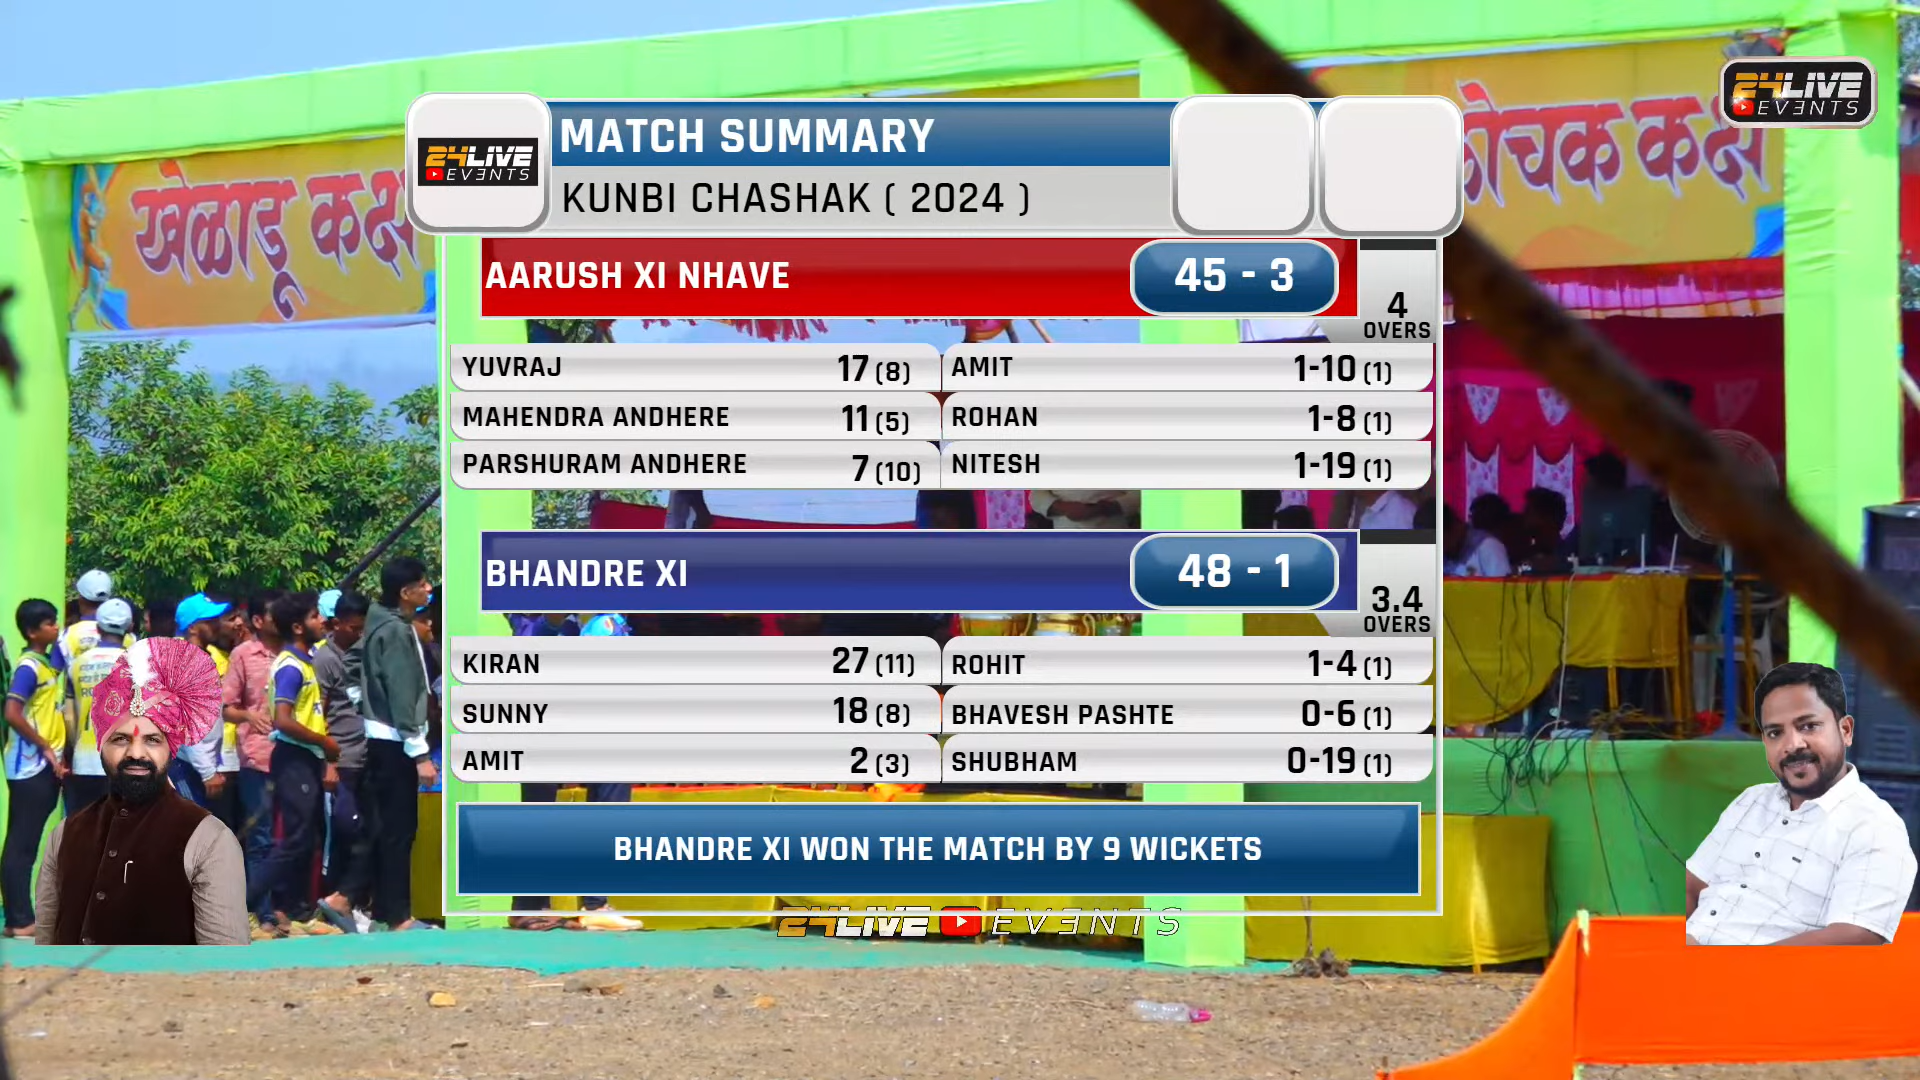 खेळाडू कक्ष
24LIVE
EVENTS
24LIVE
EVENTS
MATCH SUMMARY
KUNBI CHASHAK ( 2024 )
AARUSH XI NHAVE 45 - 3
4
OVERS
YUVRAJ 17 (8) AMIT 1-10 (1)
MAHENDRA ANDHERE 11 (5) ROHAN 1-8 (1)
PARSHURAM ANDHERE 7 (10) NITESH 1-19 (1)
BHANDRE XI 48 - 1
3.4
OVERS
KIRAN 27 (11) ROHIT 1-4 (1)
SUNNY 18 (8) BHAVESH PASHTE 0-6 (1)
AMIT 2 (3) SHUBHAM 0-19 (1)
BHANDRE XI WON THE MATCH BY 9 WICKETS
24LIVE EVENTS
कक्ष